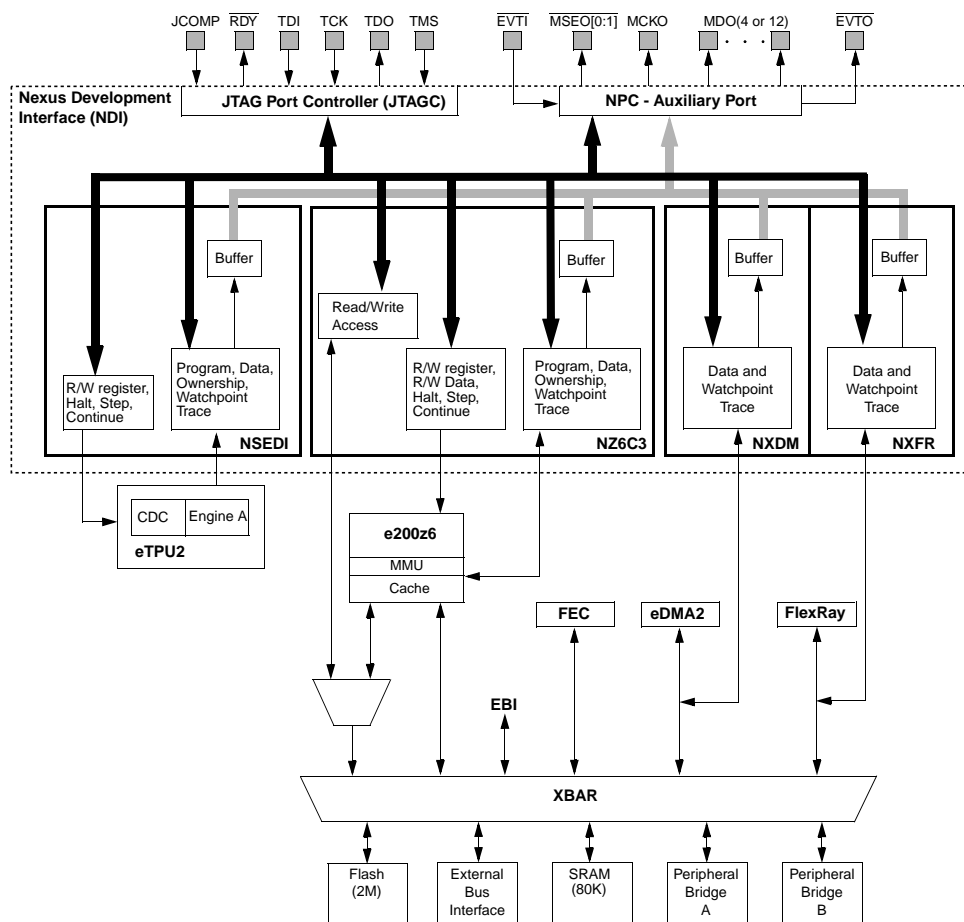 JCOMP RDY TDI TCK TDO TMS EVTI MSEO[0:1] MCKO MDO(4 or 12) EVTO
Nexus Development
Interface (NDI)
JTAG Port Controller (JTAGC)
NPC - Auxiliary Port
Buffer
R/W register,
Halt, Step,
Continue
Program, Data,
Ownership,
Watchpoint
Trace
NSEDI
Read/Write
Access
R/W register,
R/W Data,
Halt, Step,
Continue
Buffer
Program, Data,
Ownership,
Watchpoint
Trace
NZ6C3
Buffer
Data and
Watchpoint
Trace
NXDM
Buffer
Data and
Watchpoint
Trace
NXFR
CDC Engine A
eTPU2
e200z6
MMU
Cache
FEC
eDMA2
FlexRay
EBI
XBAR
Flash
(2M)
External
Bus
Interface
SRAM
(80K)
Peripheral
Bridge
A
Peripheral
Bridge
B